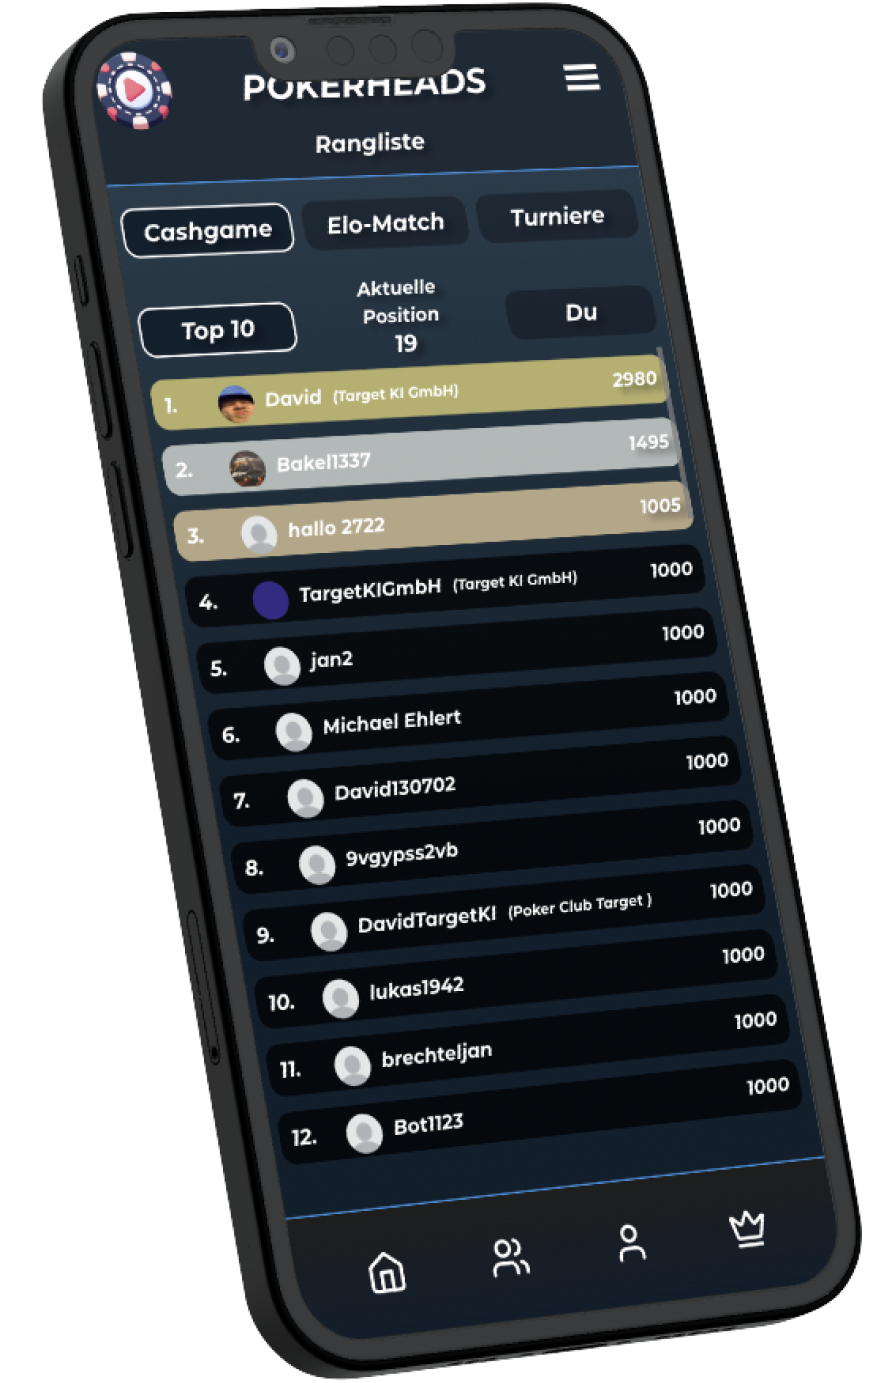 POKERHEADS
Rangliste
Cashgame
Elo-Match
Turniere
Top 10
Aktuelle
Position
19
Du
1. David (Target KI GmbH) 2980
2. Bakel1337 1495
3. hallo 2722 1005
4. TargetKIGmbH (Target KI GmbH) 1000
5. jan2 1000
6. Michael Ehlert 1000
7. David130702 1000
8. 9vgypss2vb 1000
9. DavidTargetKI (Poker Club Target ) 1000
10. lukas1942 1000
11. brechteljan 1000
12. Bot1123 1000